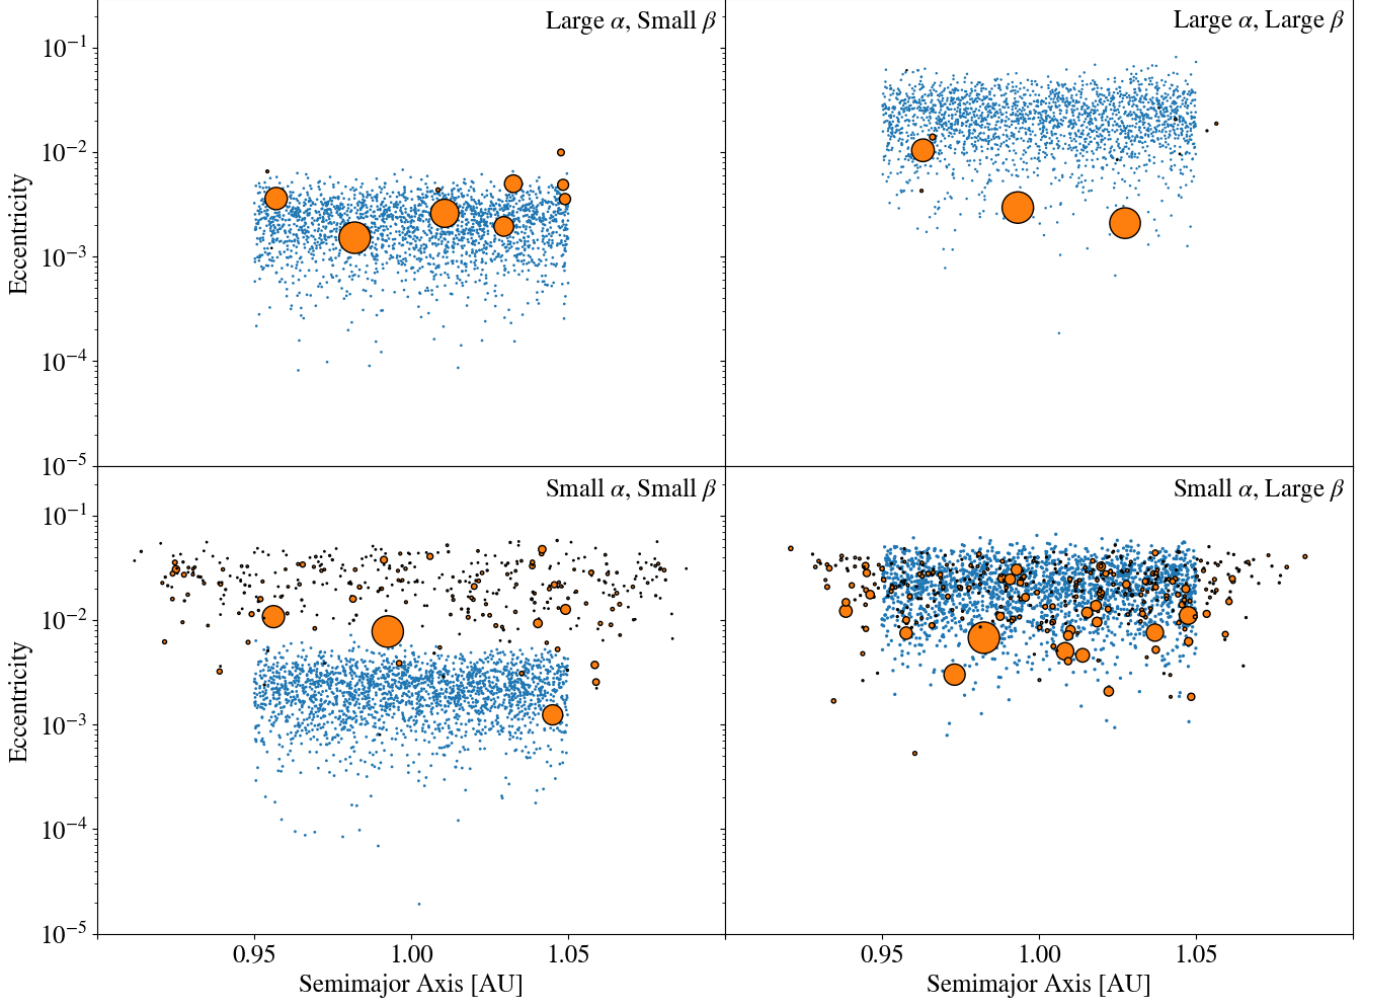 Large α, Small β
Large α, Large β
10⁻¹
10⁻²
10⁻³
10⁻⁴
10⁻⁵
Eccentricity
Small α, Small β
Small α, Large β
10⁻¹
10⁻²
10⁻³
10⁻⁴
10⁻⁵
Eccentricity
0.95 1.00 1.05 0.95 1.00 1.05
Semimajor Axis [AU] Semimajor Axis [AU]